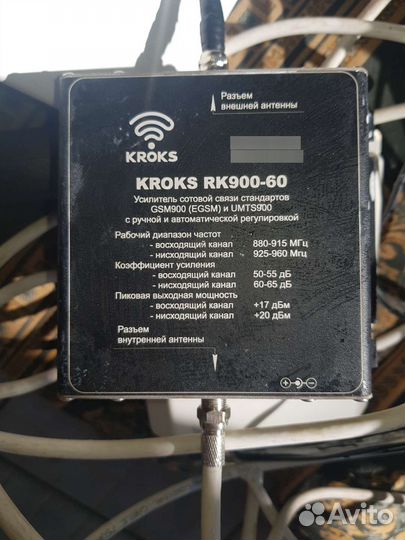 Разъем
внешней антенны
KROKS
KROKS RK900-60
Усилитель сотовой связи стандартов
GSM900 (EGSM) и UMTS900
с ручной и автоматической регулировкой
Рабочий диапазон частот
- восходящий канал 880-915 МГц
- нисходящий канал 925-960 Мгц
Коэффициент усиления
- восходящий канал 50-55 дБ
- нисходящий канал 60-65 дБ
Пиковая выходная мощность
- восходящий канал +17 дБм
- нисходящий канал +20 дБм
Разъем
внутренней антенны
Avito